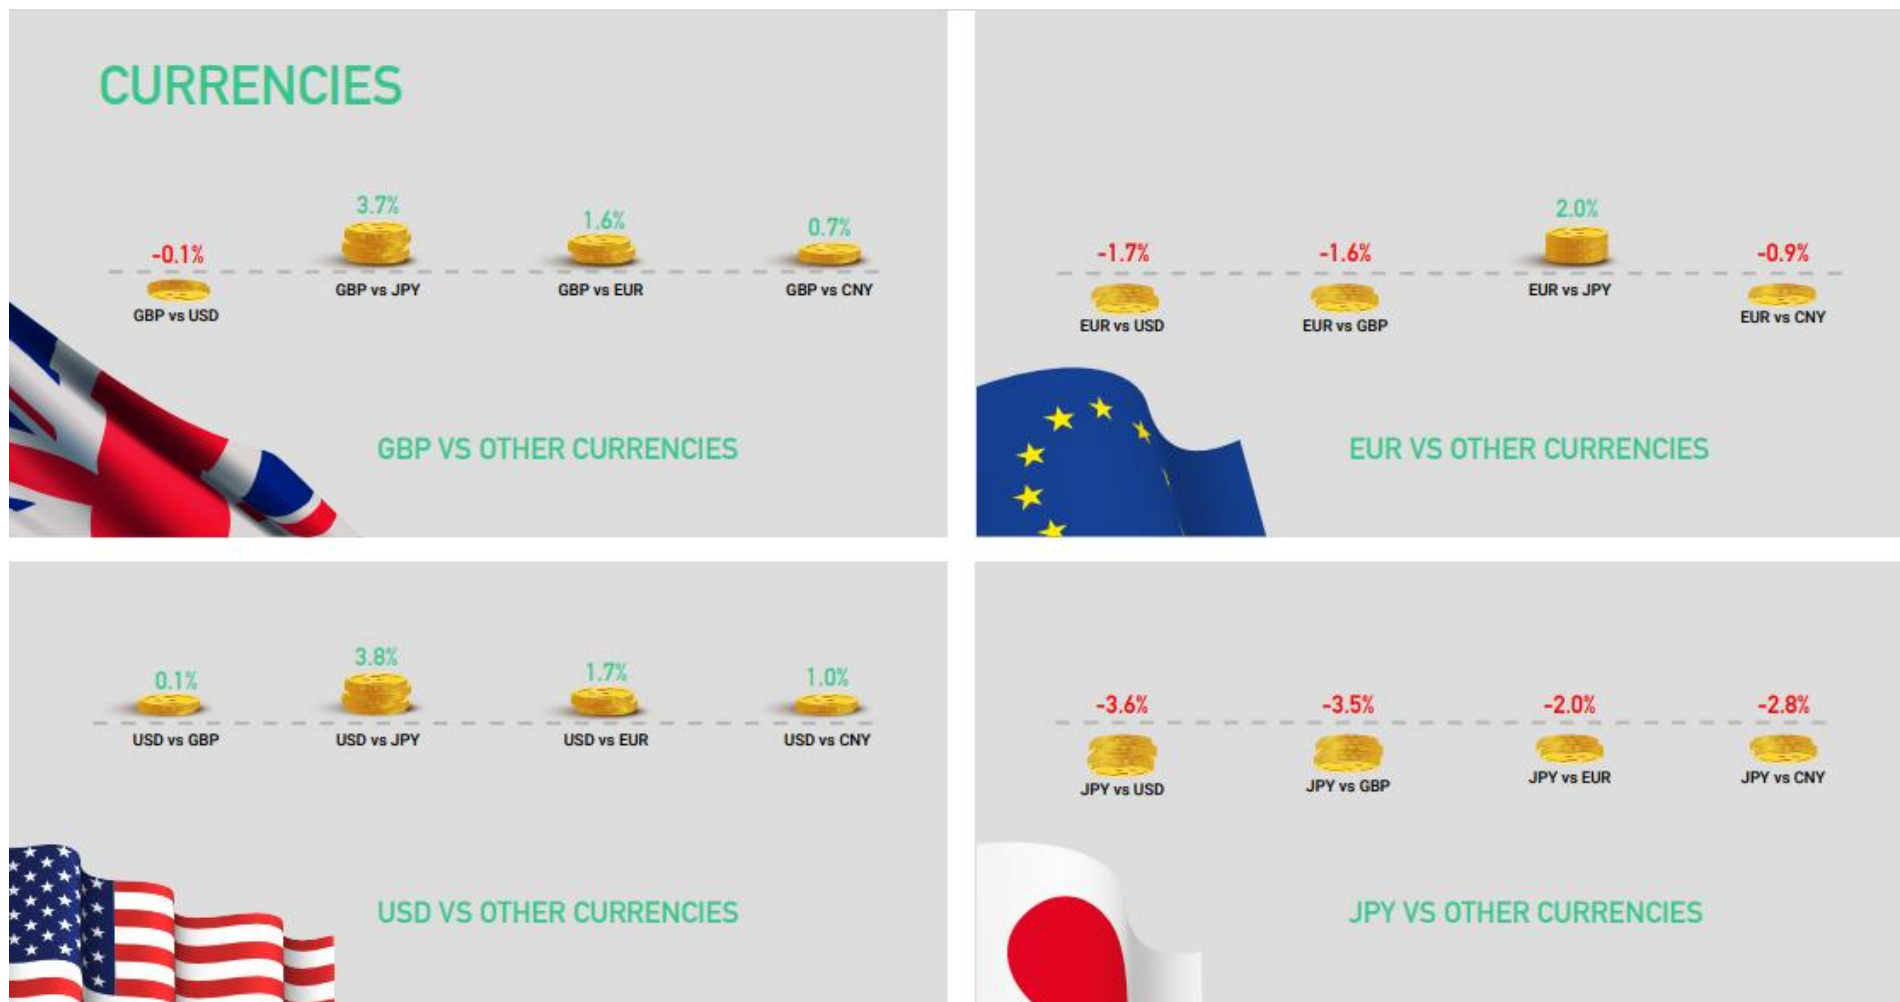 CURRENCIES
-0.1%
3.7%
1.6%
0.7%
GBP vs USD
GBP vs JPY
GBP vs EUR
GBP vs CNY
GBP VS OTHER CURRENCIES
-1.7%
-1.6%
2.0%
-0.9%
EUR vs USD
EUR vs GBP
EUR vs JPY
EUR vs CNY
EUR VS OTHER CURRENCIES
0.1%
3.8%
1.7%
1.0%
USD vs GBP
USD vs JPY
USD vs EUR
USD vs CNY
USD VS OTHER CURRENCIES
-3.6%
-3.5%
-2.0%
-2.8%
JPY vs USD
JPY vs GBP
JPY vs EUR
JPY vs CNY
JPY VS OTHER CURRENCIES